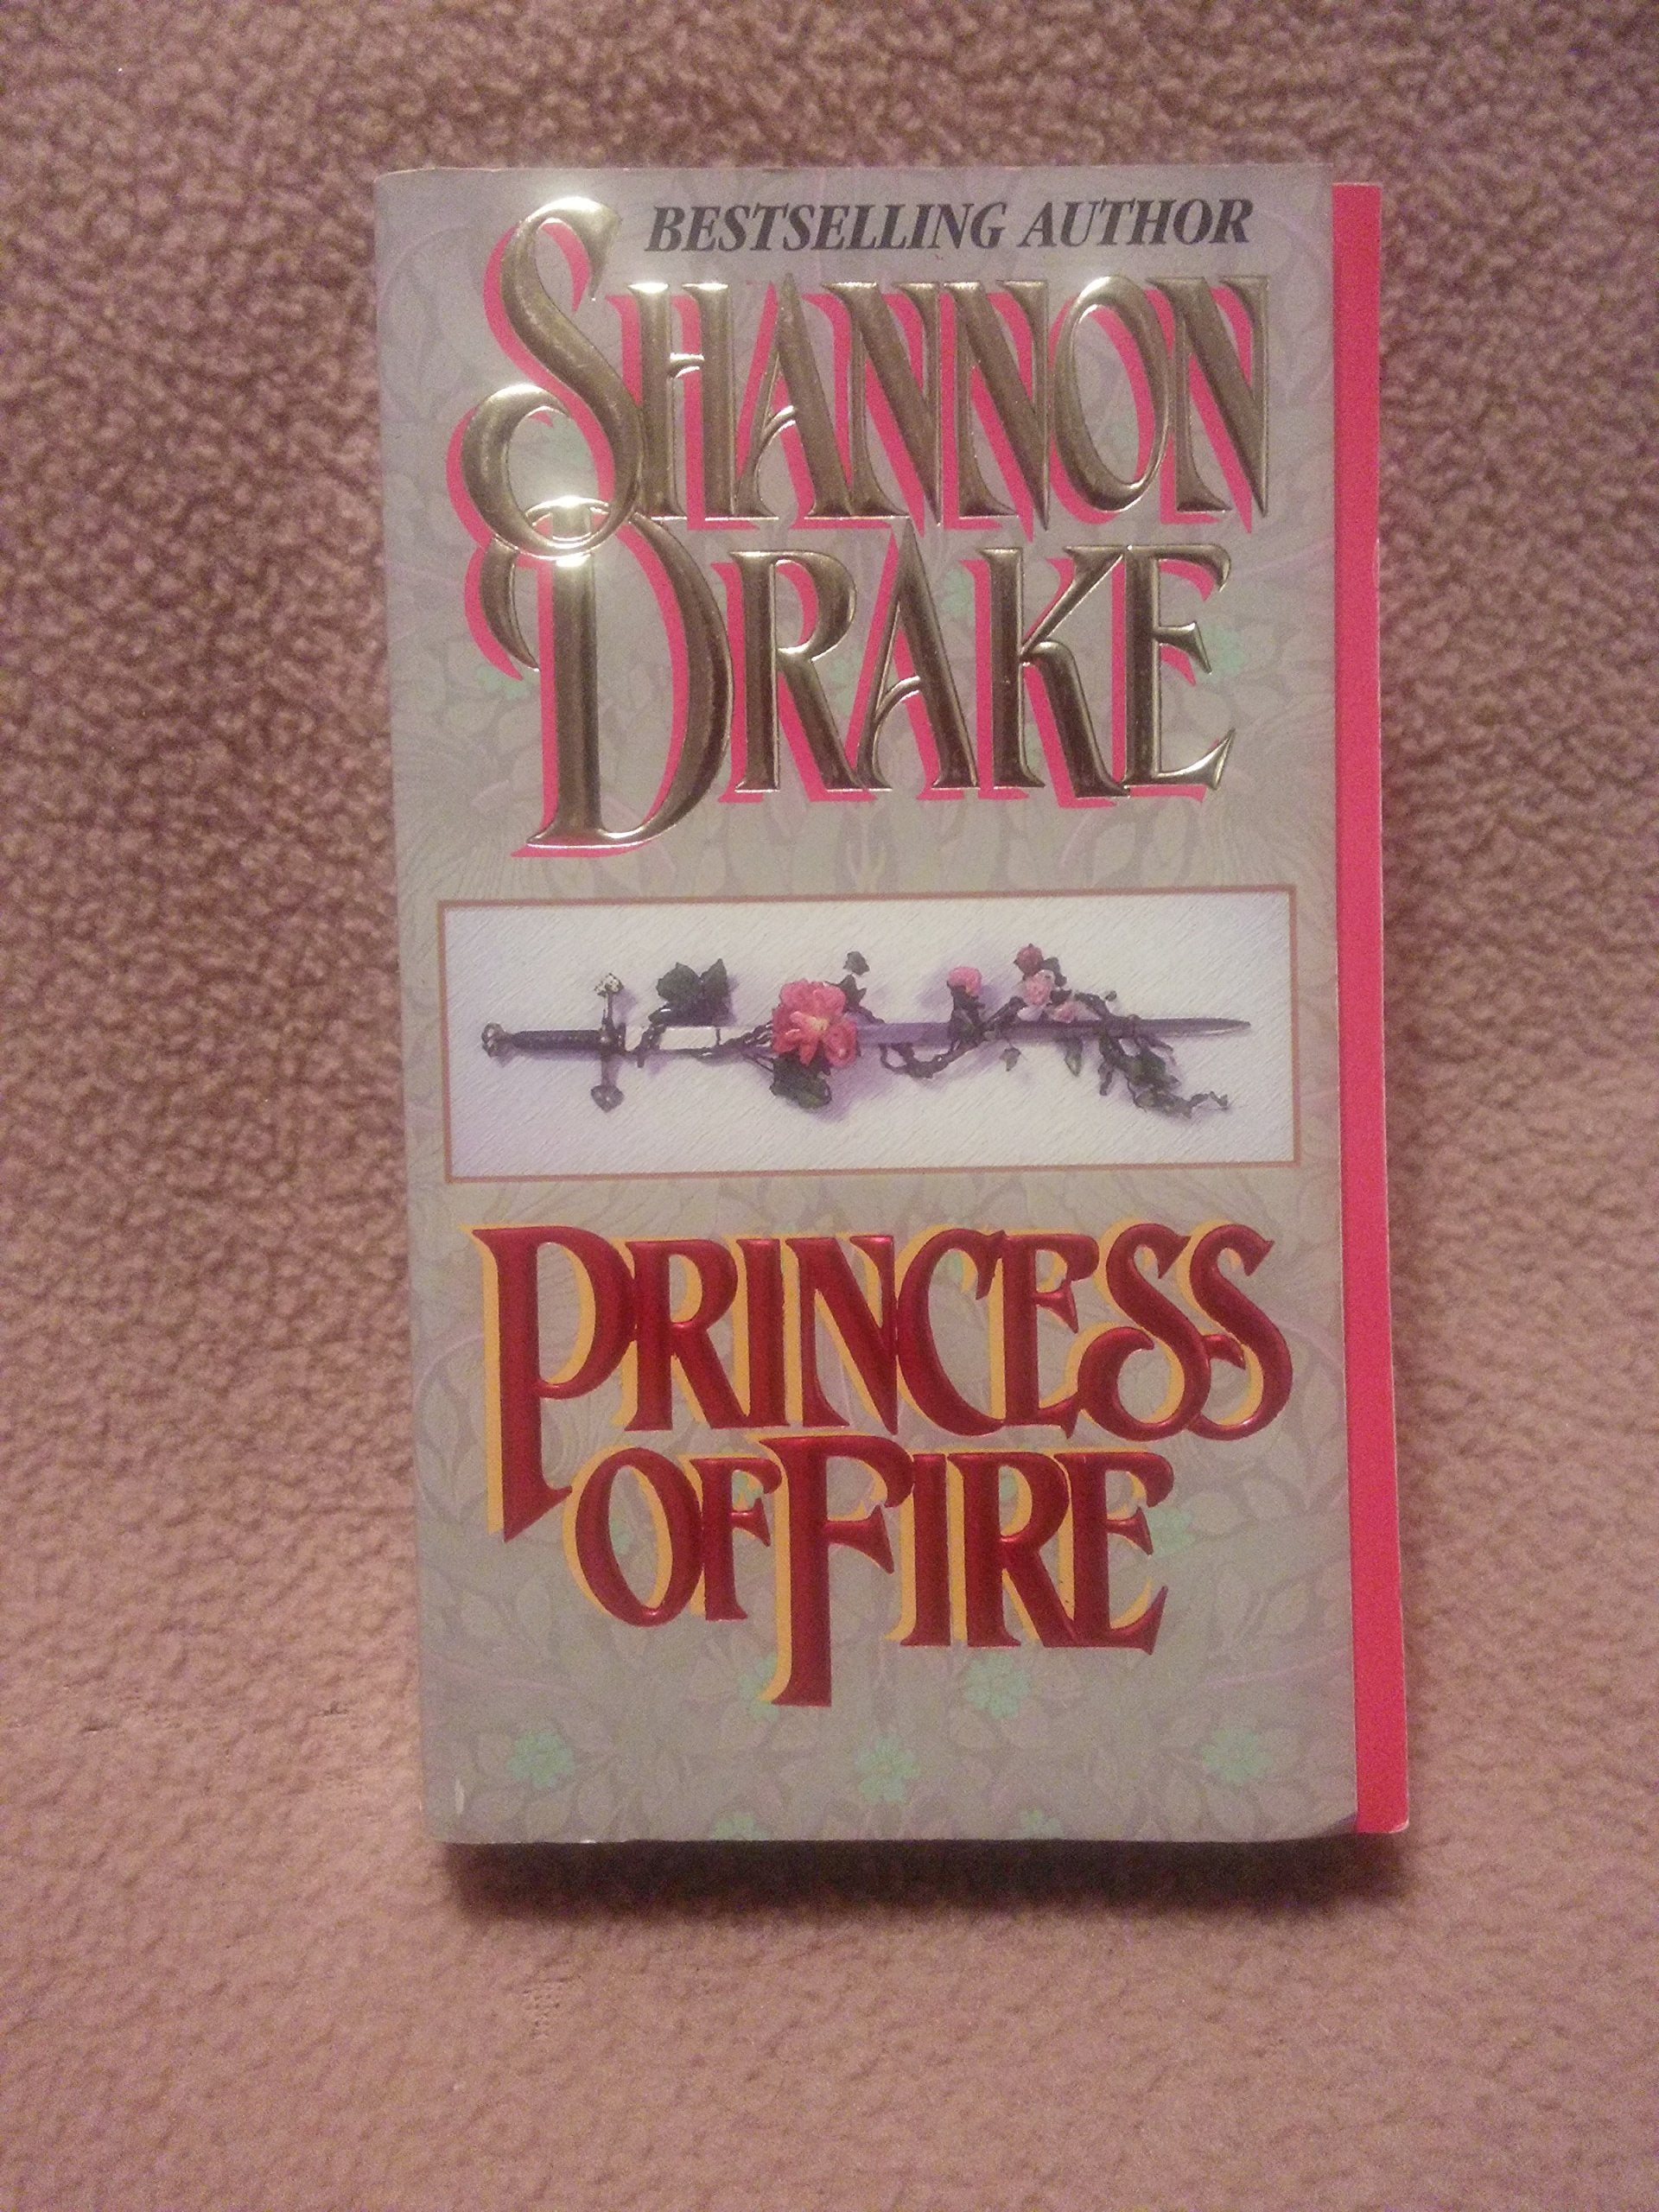 BESTSELLING AUTHOR
SHANNON
DRAKE
PRINCESS
OF FIRE